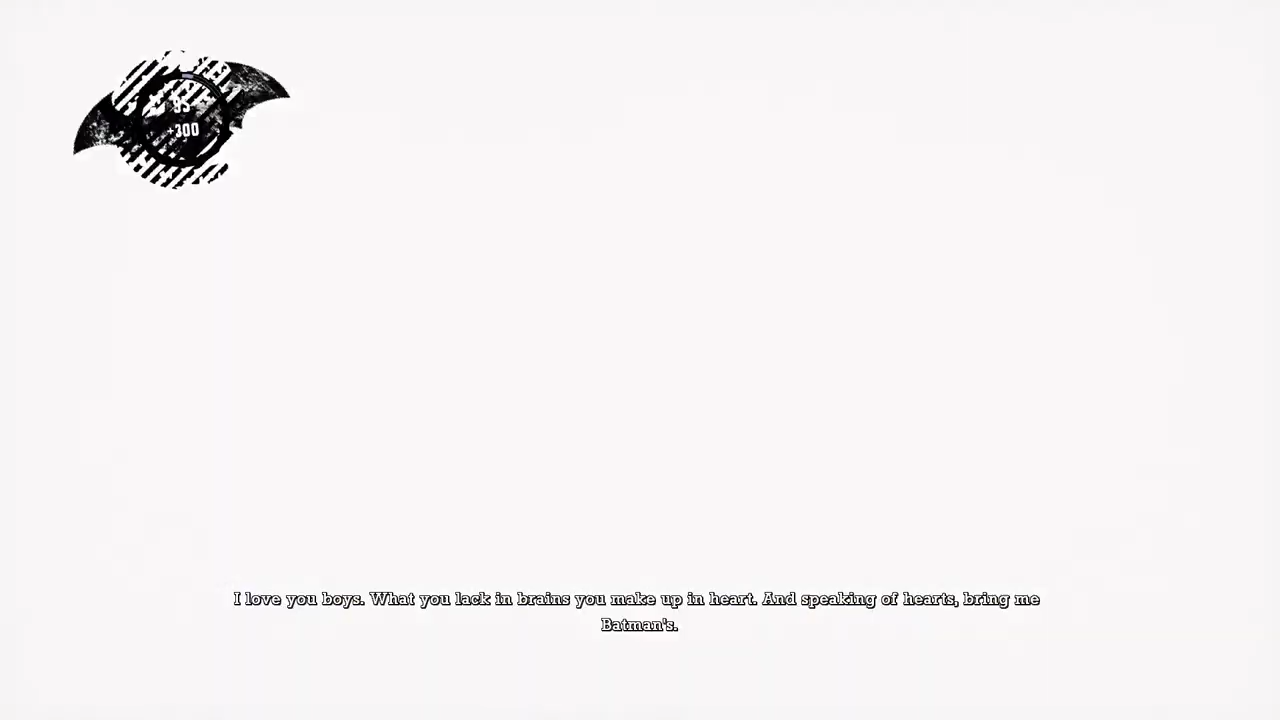 95
+300
I love you boys. What you lack in brains you make up in heart. And speaking of hearts, bring me
Batman's.